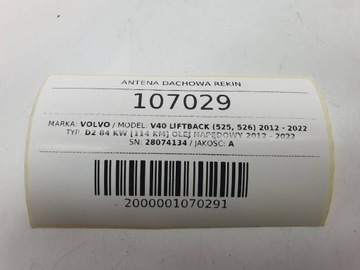 ANTENA DACHOWA REKIN
107029
MARKA: VOLVO / MODEL: V40 LIFTBACK (525, 526) 2012 - 2022
TYP: D2 84 KW [114 KM] OLEJ NAPĘDOWY 2012 - 2022
SN: 28074134 / JAKOŚĆ: A
2000001070291